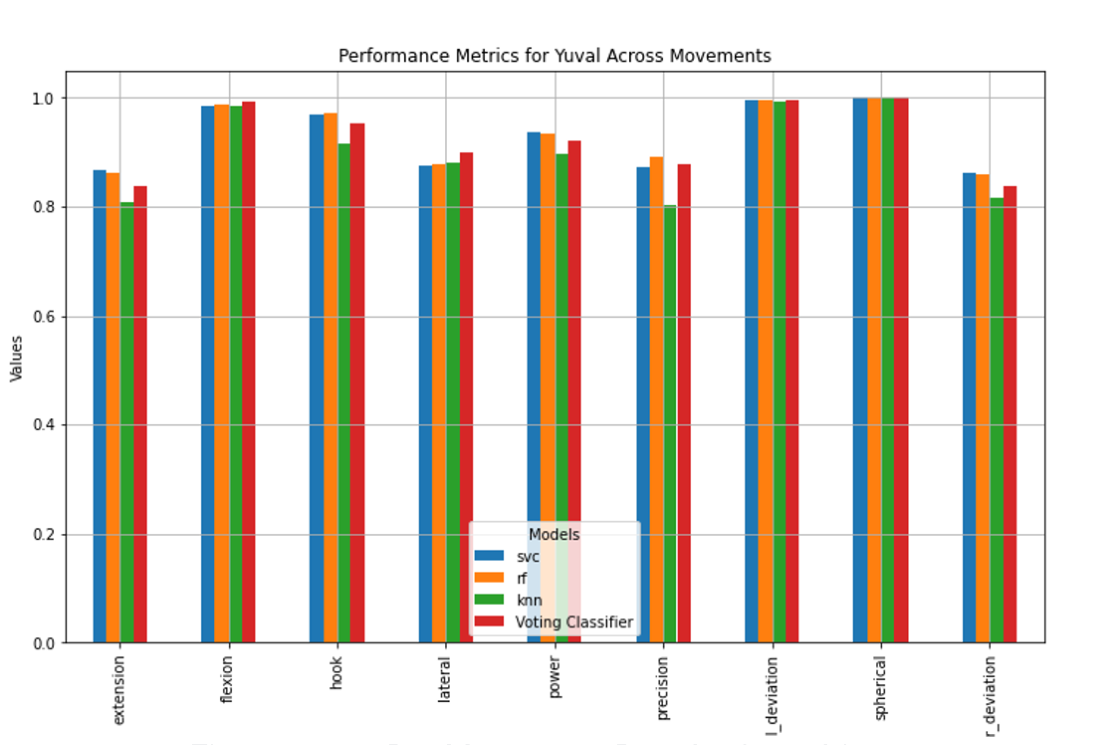 Performance Metrics for Yuval Across Movements
1.0
0.8
0.6
0.4
0.2
0.0
Values
Models
svc
rf
knn
Voting Classifier
extension
flexion
hook
lateral
power
precision
l_deviation
spherical
r_deviation